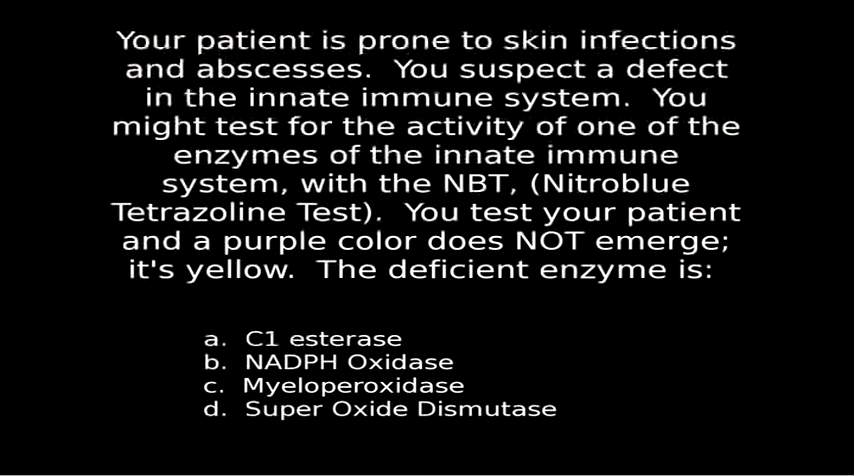 Your patient is prone to skin infections
and abscesses.  You suspect a defect
in the innate immune system.  You
might test for the activity of one of the
enzymes of the innate immune
system, with the NBT, (Nitroblue
Tetrazoline Test).  You test your patient
and a purple color does NOT emerge;
it's yellow.  The deficient enzyme is:
a.  C1 esterase
b.  NADPH Oxidase
c.  Myeloperoxidase
d.  Super Oxide Dismutase